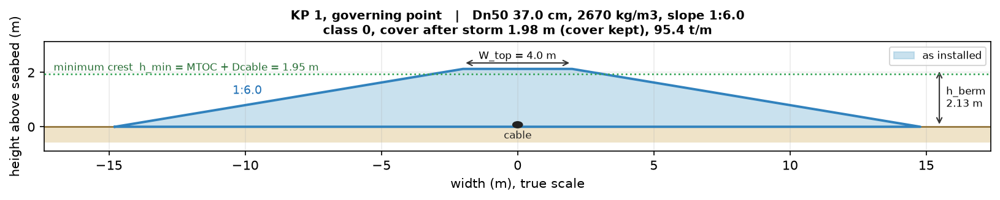 KP 1, governing point   |   Dn50 37.0 cm, 2670 kg/m3, slope 1:6.0
class 0, cover after storm 1.98 m (cover kept), 95.4 t/m
height above seabed (m)
2
0
minimum crest  h_min = MTOC + Dcable = 1.95 m
W_top = 4.0 m
as installed
1:6.0
h_berm
2.13 m
cable
−15
−10
−5
0
5
10
15
width (m), true scale